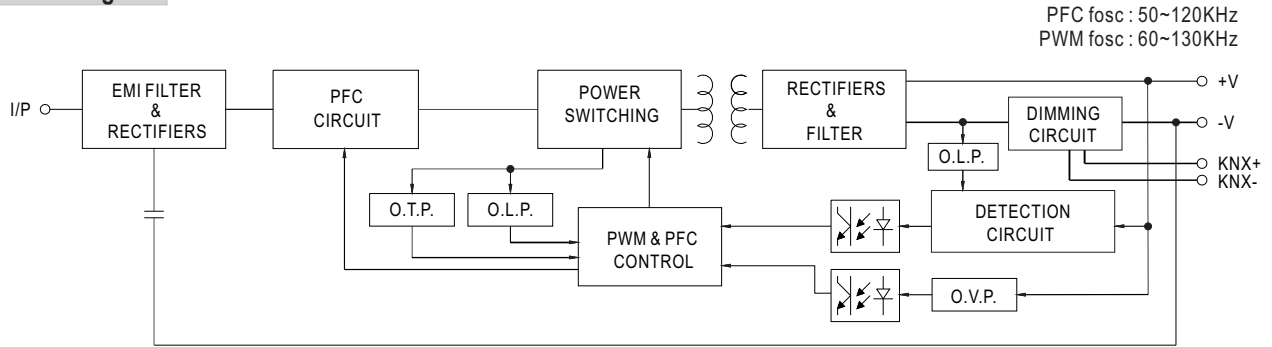 PFC fosc : 50~120KHz
PWM fosc : 60~130KHz
I/P
EMI FILTER
&
RECTIFIERS
PFC
CIRCUIT
POWER
SWITCHING
RECTIFIERS
&
FILTER
DIMMING
CIRCUIT
+V
-V
KNX+
KNX-
O.L.P.
O.T.P.
O.L.P.
PWM & PFC
CONTROL
DETECTION
CIRCUIT
O.V.P.